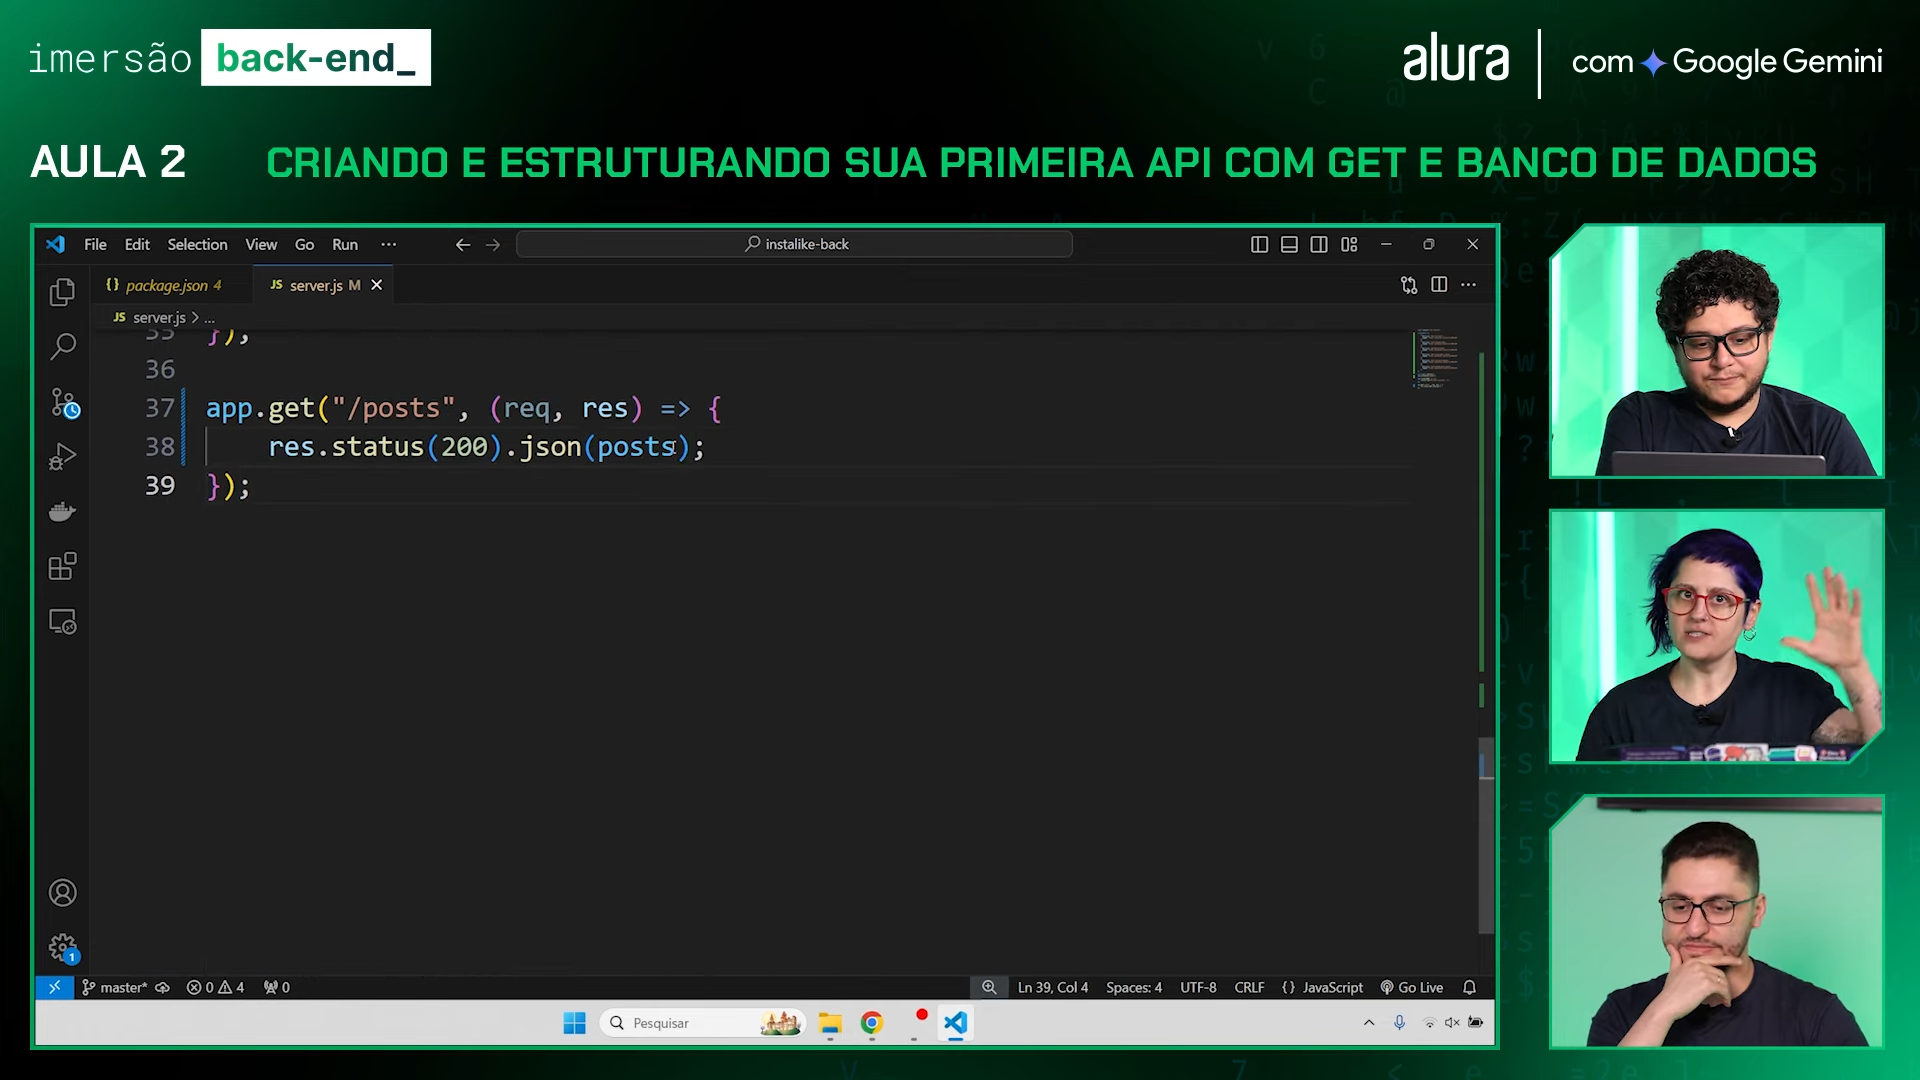 imersão back-end_
alura com Google Gemini
AULA 2 CRIANDO E ESTRUTURANDO SUA PRIMEIRA API COM GET E BANCO DE DADOS
File Edit Selection View Go Run ··· instalike-back
{} package.json 4 JS server.js M
JS server.js > ...
35 });
36
37 app.get("/posts", (req, res) => {
38 res.status(200).json(posts);
39 });
1
master* 0 4 0 Ln 39, Col 4 Spaces: 4 UTF-8 CRLF {} JavaScript Go Live
Pesquisar